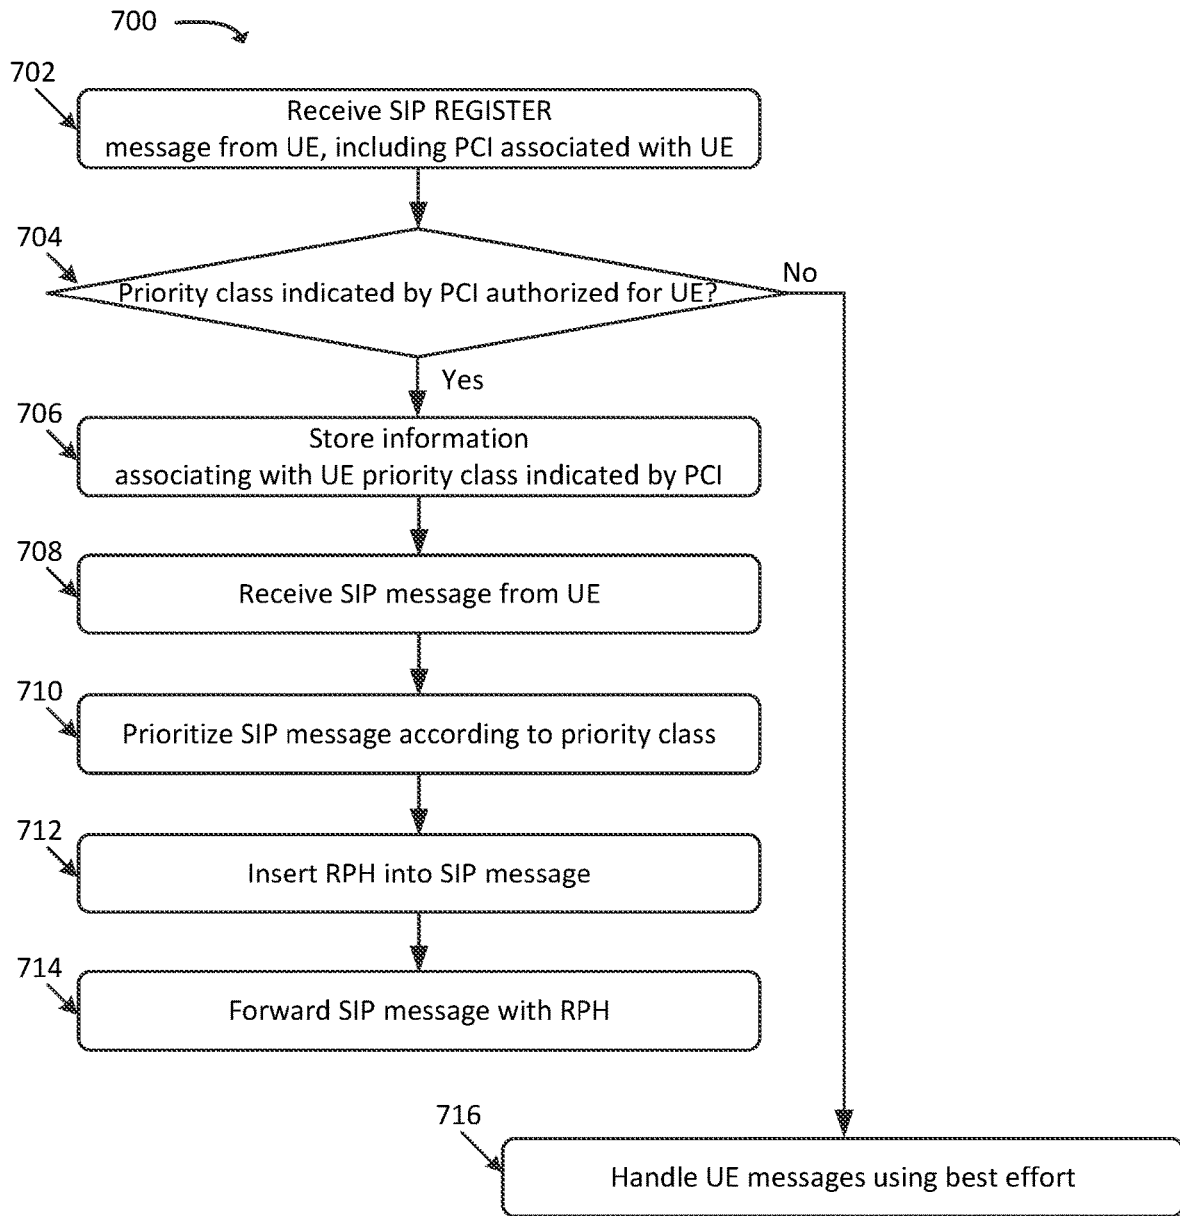 700
702
Receive SIP REGISTER
message from UE, including PCI associated with UE
704
Priority class indicated by PCI authorized for UE?
No
Yes
706
Store information
associating with UE priority class indicated by PCI
708
Receive SIP message from UE
710
Prioritize SIP message according to priority class
712
Insert RPH into SIP message
714
Forward SIP message with RPH
716
Handle UE messages using best effort